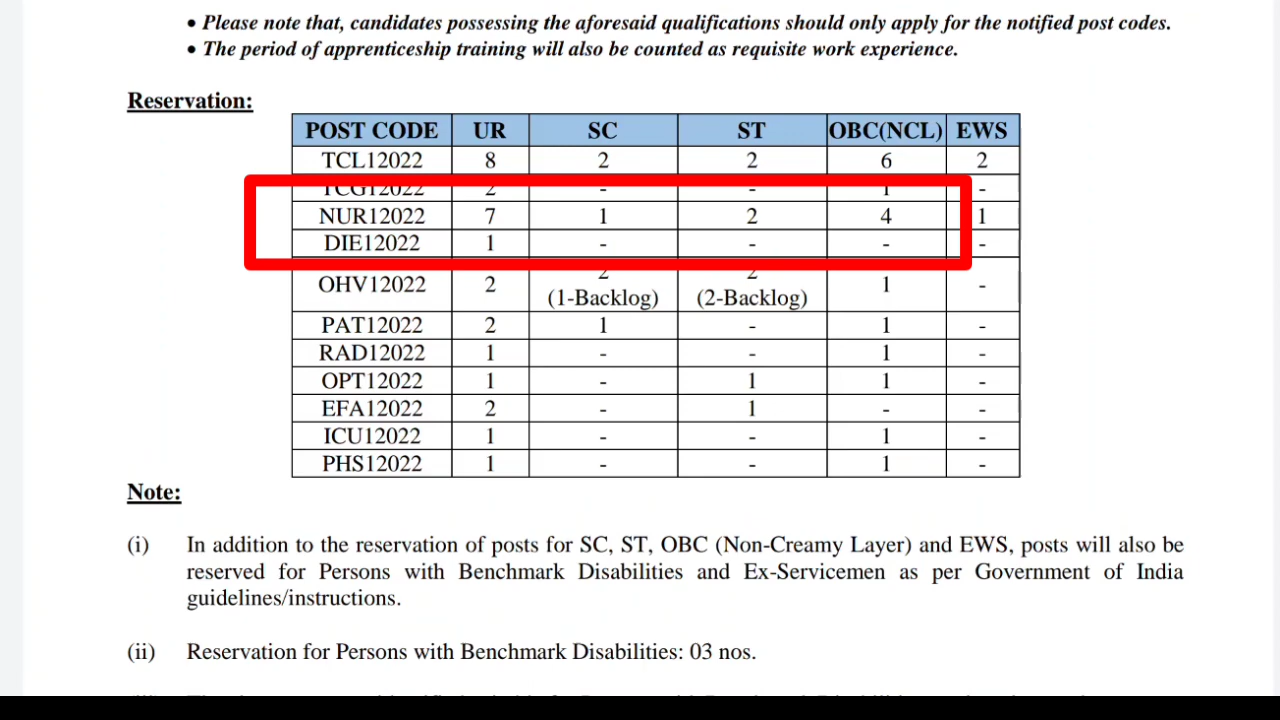 • Please note that, candidates possessing the aforesaid qualifications should only apply for the notified post codes.
• The period of apprenticeship training will also be counted as requisite work experience.
Reservation:
POST CODE UR SC ST OBC(NCL) EWS
TCL12022 8 2 2 6 2
TCG12022 2 - - 1 -
NUR12022 7 1 2 4 1
DIE12022 1 - - - -
OHV12022 2 2 (1-Backlog) 2 (2-Backlog) 1 -
PAT12022 2 1 - 1 -
RAD12022 1 - - 1 -
OPT12022 1 - 1 1 -
EFA12022 2 - 1 - -
ICU12022 1 - - 1 -
PHS12022 1 - - 1 -
Note:
(i) In addition to the reservation of posts for SC, ST, OBC (Non-Creamy Layer) and EWS, posts will also be
reserved for Persons with Benchmark Disabilities and Ex-Servicemen as per Government of India
guidelines/instructions.
(ii) Reservation for Persons with Benchmark Disabilities: 03 nos.